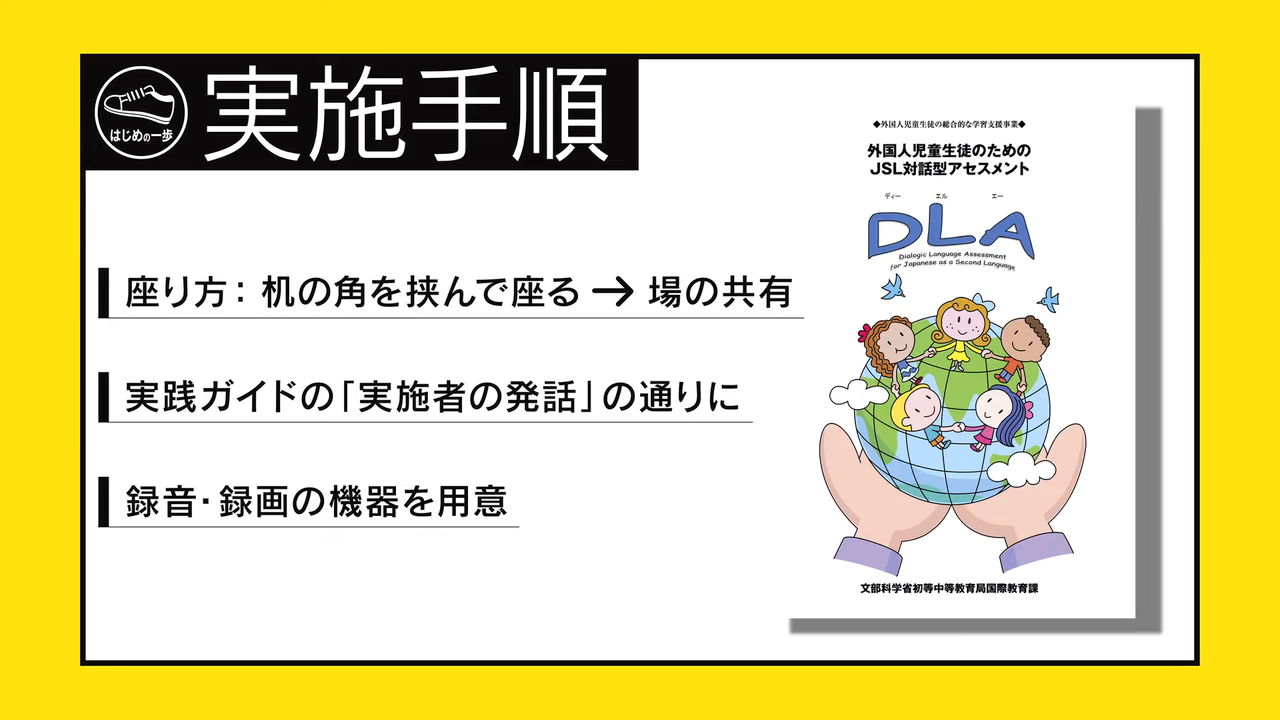 はじめの一歩
実施手順
座り方：机の角を挟んで座る→場の共有
実践ガイドの「実施者の発話」の通りに
録音・録画の機器を用意
◆外国人児童生徒の総合的な学習支援事業◆
外国人児童生徒のための
JSL対話型アセスメント
ディー エル エー
DLA
Dialogic Language Assessment
for Japanese as a Second Language
文部科学省初等中等教育局国際教育課